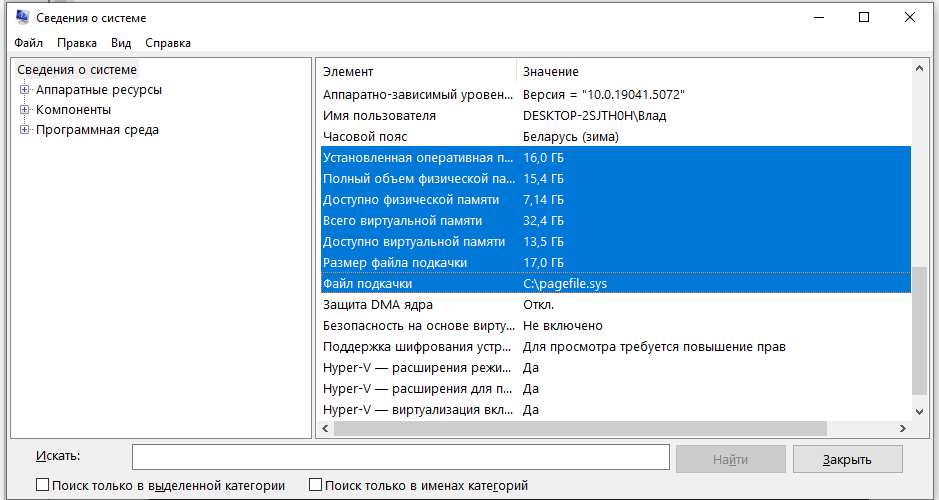 Сведения о системе
Файл Правка Вид Справка
Сведения о системе
Аппаратные ресурсы
Компоненты
Программная среда
Элемент Значение
Аппаратно-зависимый уровен... Версия = "10.0.19041.5072"
Имя пользователя DESKTOP-2SJTH0H\Влад
Часовой пояс Беларусь (зима)
Установленная оперативная п... 16,0 ГБ
Полный объем физической па... 15,4 ГБ
Доступно физической памяти 7,14 ГБ
Всего виртуальной памяти 32,4 ГБ
Доступно виртуальной памяти 13,5 ГБ
Размер файла подкачки 17,0 ГБ
Файл подкачки C:\pagefile.sys
Защита DMA ядра Откл.
Безопасность на основе вирту... Не включено
Поддержка шифрования устр... Для просмотра требуется повышение прав
Hyper-V — расширения режи... Да
Hyper-V — расширения для п... Да
Hyper-V — виртуализация вкл... Да
Искать: Найти Закрыть
Поиск только в выделенной категории Поиск только в именах категорий